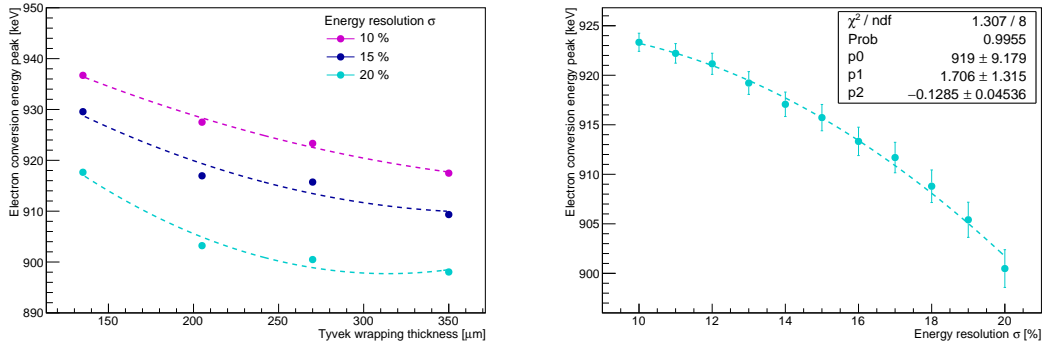 Electron conversion energy peak [keV]
950
940
930
920
910
900
890
Energy resolution σ
10 %
15 %
20 %
150 200 250 300 350
Tyvek wrapping thickness [μm]
Electron conversion energy peak [keV]
925
920
915
910
905
900
χ² / ndf 1.307 / 8
Prob 0.9955
p0 919 ± 9.179
p1 1.706 ± 1.315
p2 −0.1285 ± 0.04536
10 12 14 16 18 20
Energy resolution σ [%]